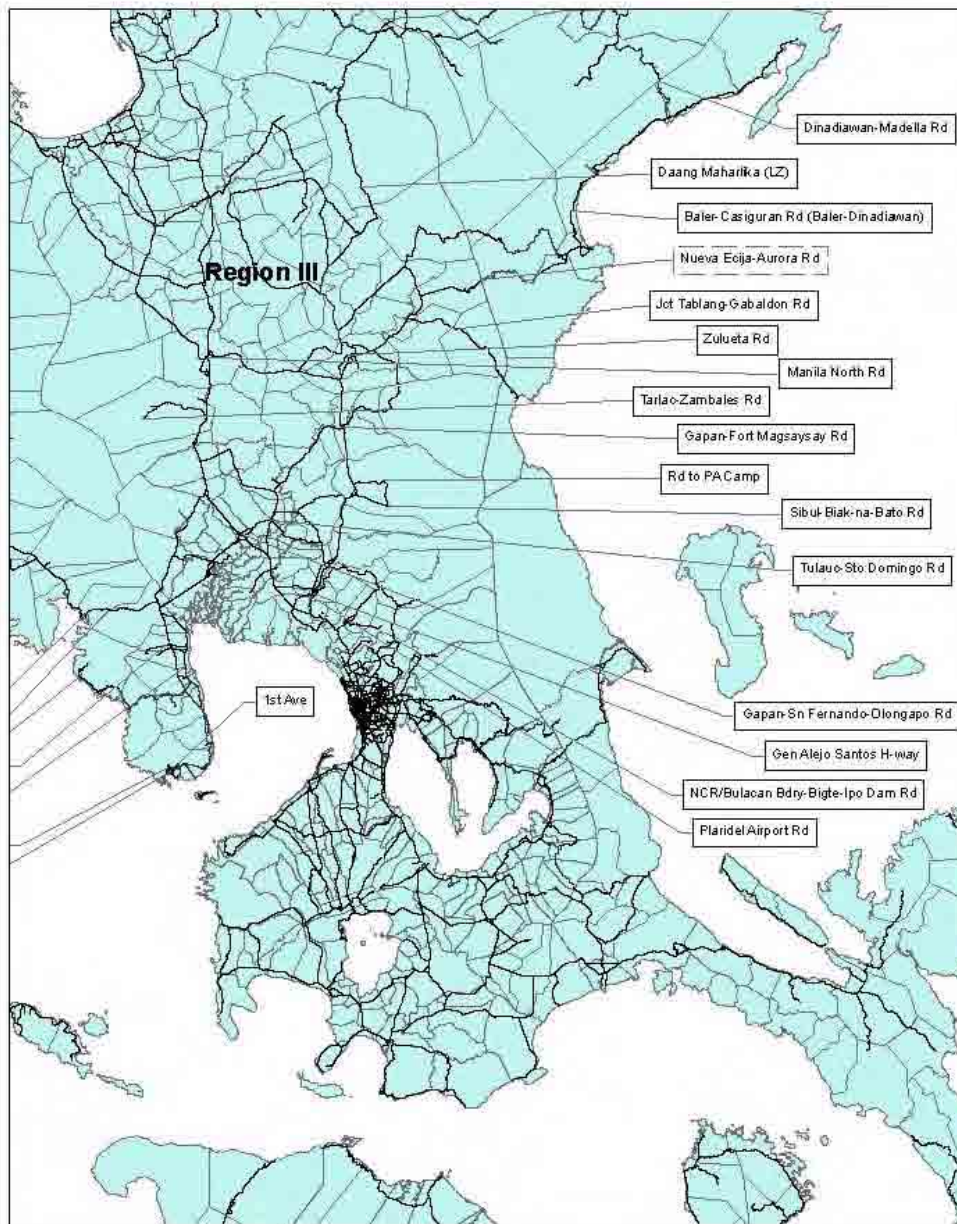 Dinadiawan-Madella Rd
Daang Maharlika (LZ)
Baler-Casiguran Rd (Baler-Dinadiawan)
Region III
Nueva Ecija-Aurora Rd
Jct Tablang-Gabaldon Rd
Zulueta Rd
Manila North Rd
Tarlac-Zambales Rd
Gapan-Fort Magsaysay Rd
Rd to PA Camp
Sibul-Biak-na-Bato Rd
Tulauc-Sto Domingo Rd
1st Ave
Gapan-Sn Fernando-Olongapo Rd
Gen Alejo Santos H-way
NCR/Bulacan Bdry-Bigte-Ipo Dam Rd
Plaridel Airport Rd